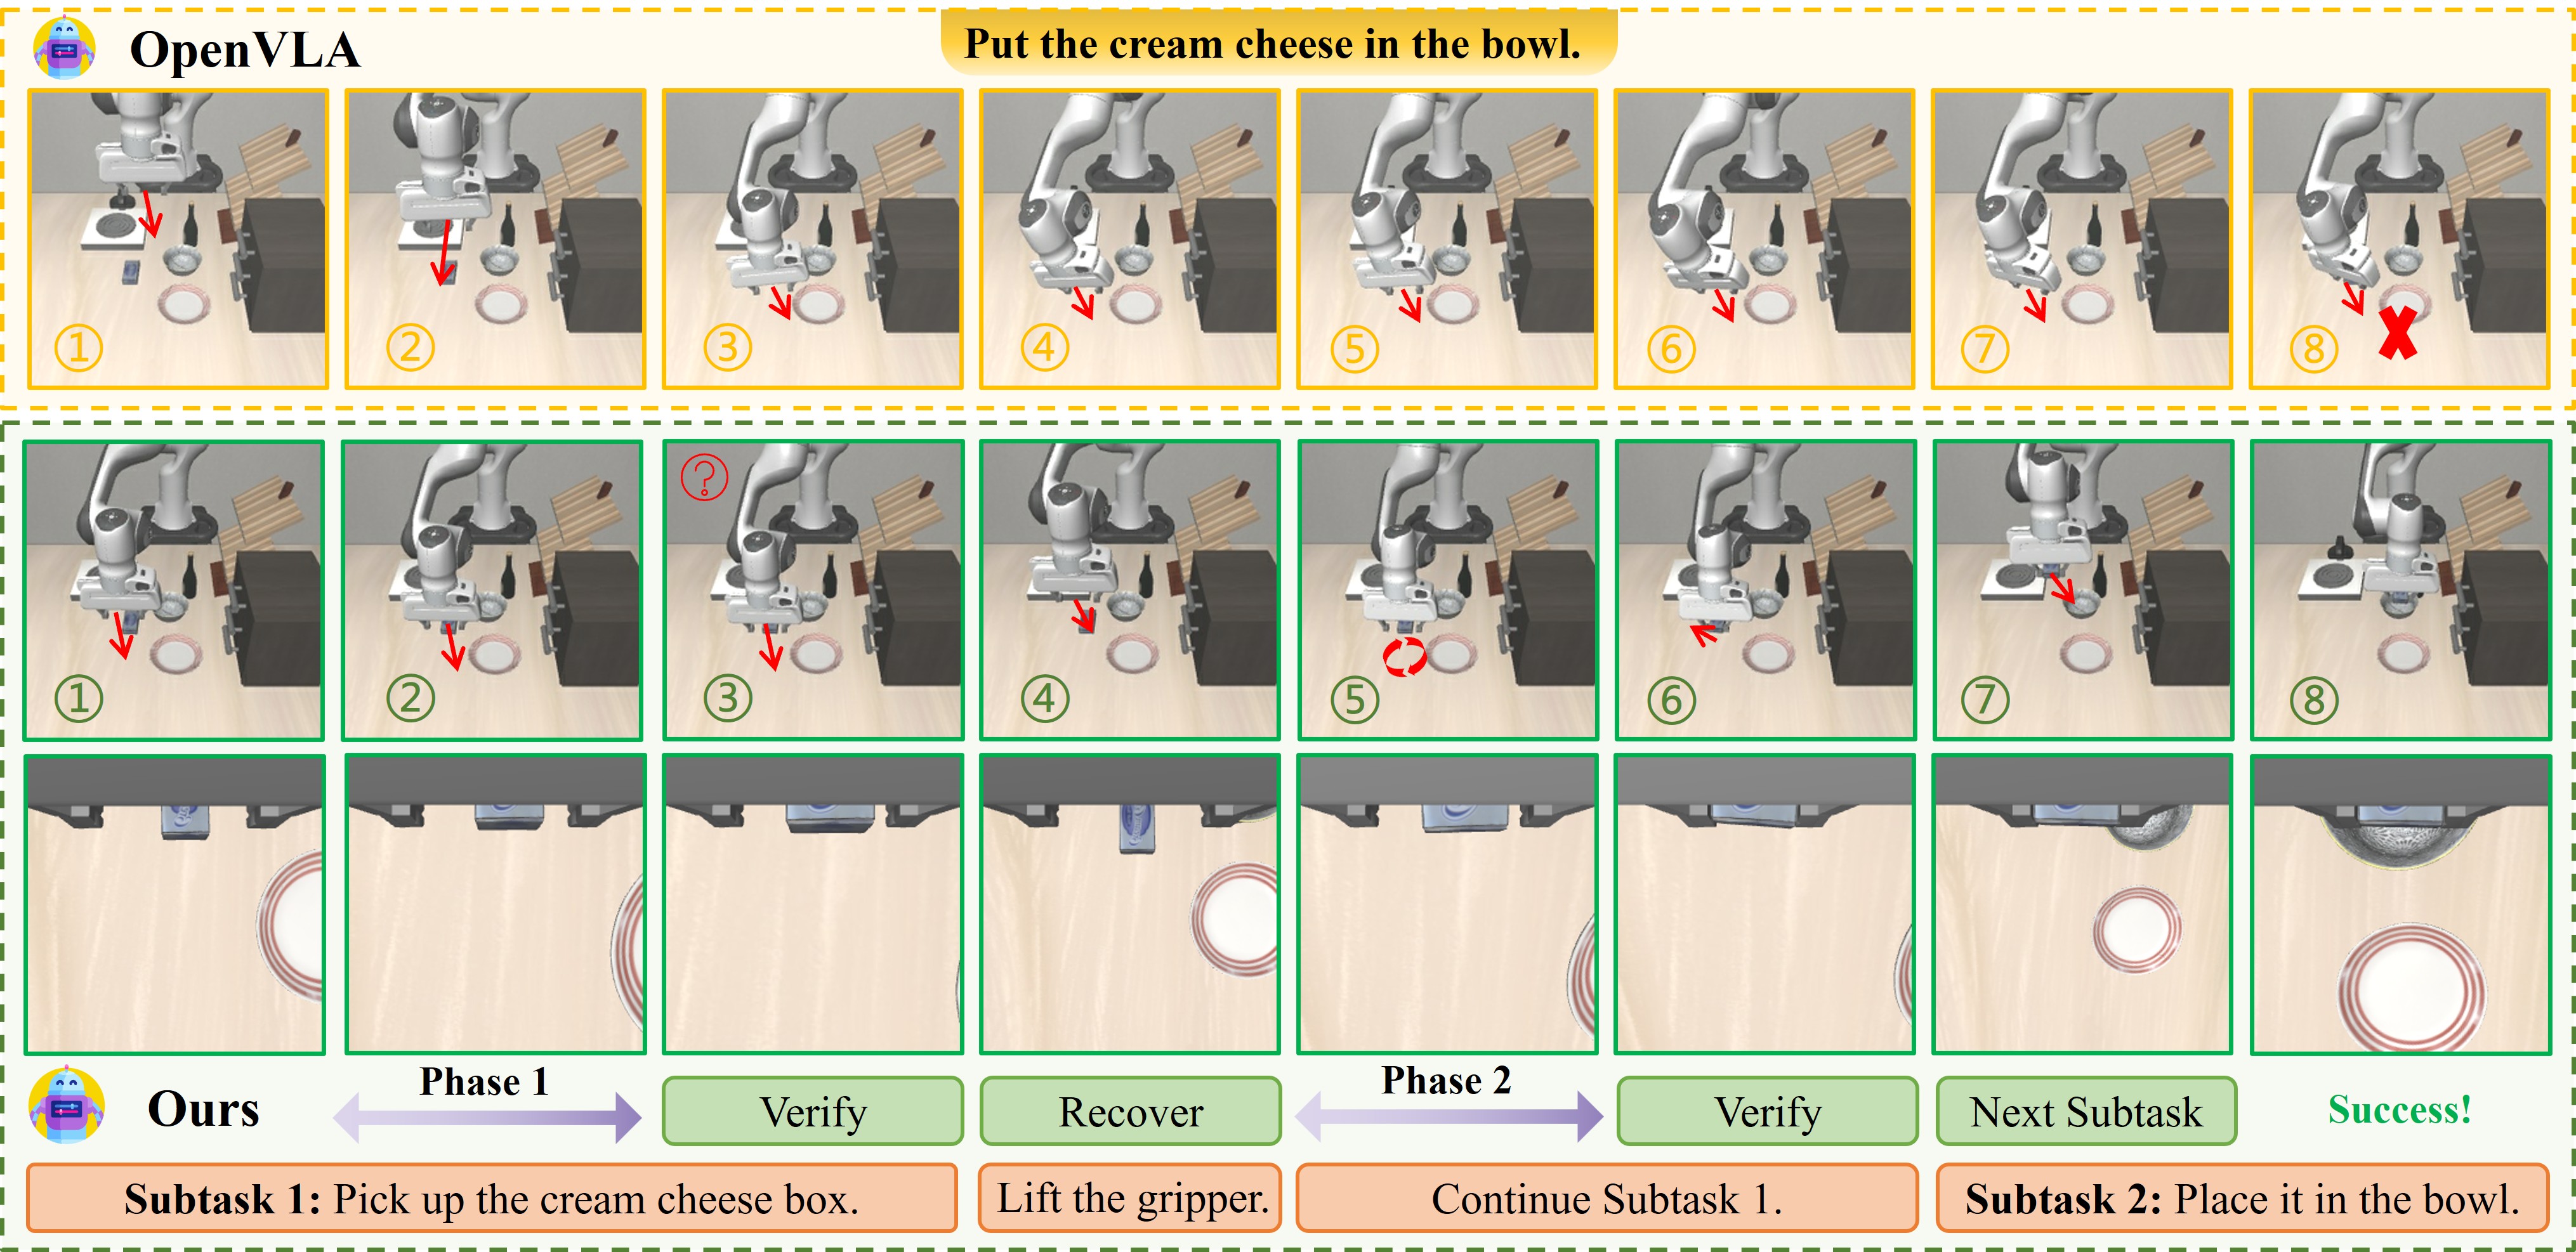 OpenVLA
Put the cream cheese in the bowl.
① ② ③ ④ ⑤ ⑥ ⑦ ⑧
?
① ② ③ ④ ⑤ ⑥ ⑦ ⑧
Ours
Phase 1
Verify
Recover
Phase 2
Verify
Next Subtask
Success!
Subtask 1: Pick up the cream cheese box.
Lift the gripper.
Continue Subtask 1.
Subtask 2: Place it in the bowl.